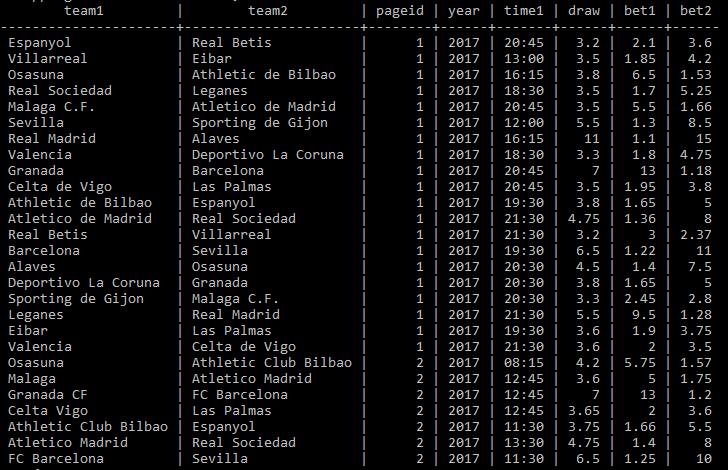 team1 | team2 | pageid | year | time1 | draw | bet1 | bet2
Espanyol | Real Betis | 1 | 2017 | 20:45 | 3.2 | 2.1 | 3.6
Villarreal | Eibar | 1 | 2017 | 13:00 | 3.5 | 1.85 | 4.2
Osasuna | Athletic de Bilbao | 1 | 2017 | 16:15 | 3.8 | 6.5 | 1.53
Real Sociedad | Leganes | 1 | 2017 | 18:30 | 3.5 | 1.7 | 5.25
Malaga C.F. | Atletico de Madrid | 1 | 2017 | 20:45 | 3.5 | 5.5 | 1.66
Sevilla | Sporting de Gijon | 1 | 2017 | 12:00 | 5.5 | 1.3 | 8.5
Real Madrid | Alaves | 1 | 2017 | 16:15 | 11 | 1.1 | 15
Valencia | Deportivo La Coruna | 1 | 2017 | 18:30 | 3.3 | 1.8 | 4.75
Granada | Barcelona | 1 | 2017 | 20:45 | 7 | 13 | 1.18
Celta de Vigo | Las Palmas | 1 | 2017 | 20:45 | 3.5 | 1.95 | 3.8
Athletic de Bilbao | Espanyol | 1 | 2017 | 19:30 | 3.8 | 1.65 | 5
Atletico de Madrid | Real Sociedad | 1 | 2017 | 21:30 | 4.75 | 1.36 | 8
Real Betis | Villarreal | 1 | 2017 | 21:30 | 3.2 | 3 | 2.37
Barcelona | Sevilla | 1 | 2017 | 19:30 | 6.5 | 1.22 | 11
Alaves | Osasuna | 1 | 2017 | 20:30 | 4.5 | 1.4 | 7.5
Deportivo La Coruna | Granada | 1 | 2017 | 20:30 | 3.8 | 1.65 | 5
Sporting de Gijon | Malaga C.F. | 1 | 2017 | 20:30 | 3.3 | 2.45 | 2.8
Leganes | Real Madrid | 1 | 2017 | 21:30 | 5.5 | 9.5 | 1.28
Eibar | Las Palmas | 1 | 2017 | 19:30 | 3.6 | 1.9 | 3.75
Valencia | Celta de Vigo | 1 | 2017 | 21:30 | 3.6 | 2 | 3.5
Osasuna | Athletic Club Bilbao | 2 | 2017 | 08:15 | 4.2 | 5.75 | 1.57
Malaga | Atletico Madrid | 2 | 2017 | 12:45 | 3.6 | 5 | 1.75
Granada CF | FC Barcelona | 2 | 2017 | 12:45 | 7 | 13 | 1.2
Celta Vigo | Las Palmas | 2 | 2017 | 12:45 | 3.65 | 2 | 3.6
Athletic Club Bilbao | Espanyol | 2 | 2017 | 11:30 | 3.75 | 1.66 | 5.5
Atletico Madrid | Real Sociedad | 2 | 2017 | 13:30 | 4.75 | 1.4 | 8
FC Barcelona | Sevilla | 2 | 2017 | 11:30 | 6.5 | 1.25 | 10